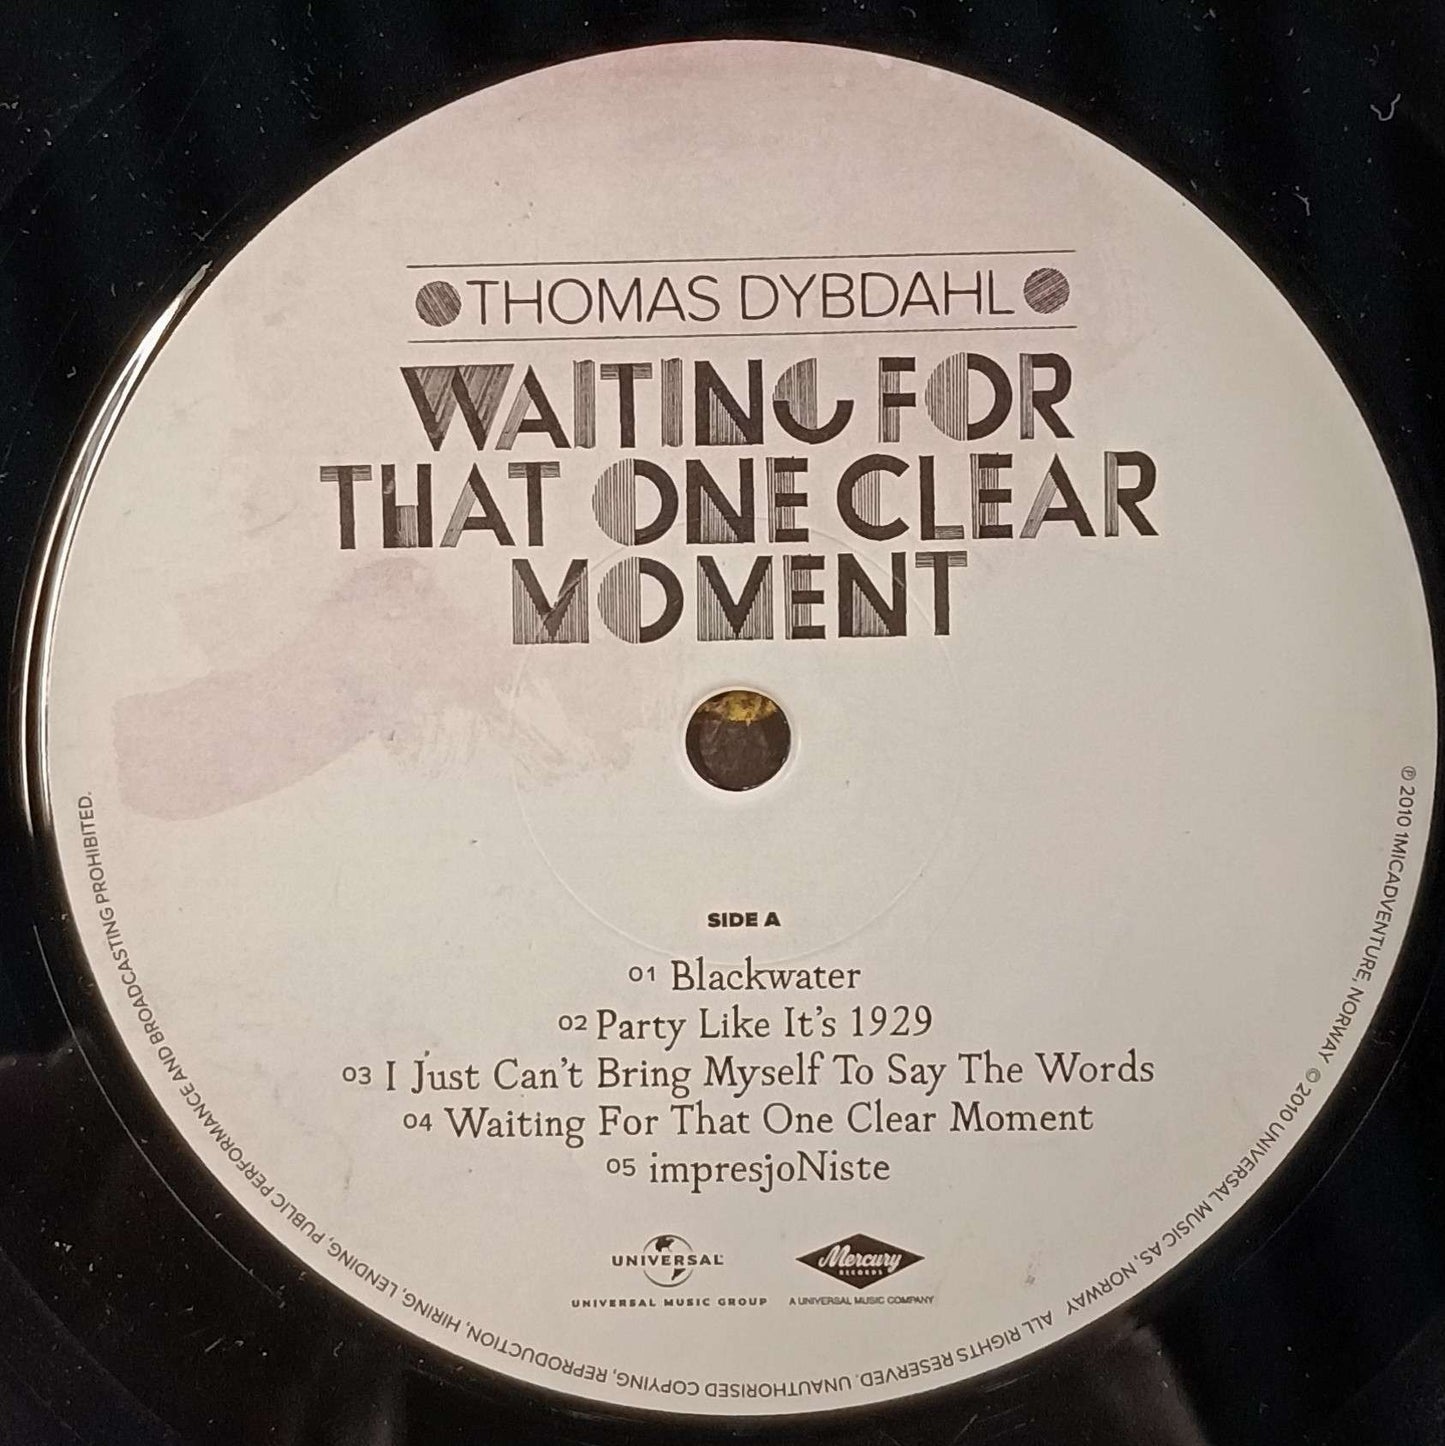 THOMAS DYBDAHL
WAITING FOR
THAT ONE CLEAR
MOMENT
SIDE A
01 Blackwater
02 Party Like It's 1929
03 I Just Can't Bring Myself To Say The Words
04 Waiting For That One Clear Moment
05 impresjoNiste
UNIVERSAL
UNIVERSAL MUSIC GROUP
Mercury
RECORDS
A UNIVERSAL MUSIC COMPANY
℗ 2010 1MICADVENTURE, NORWAY © 2010 UNIVERSAL MUSIC AS, NORWAY ALL RIGHTS RESERVED. UNAUTHORISED COPYING, REPRODUCTION, HIRING, LENDING, PUBLIC PERFORMANCE AND BROADCASTING PROHIBITED.